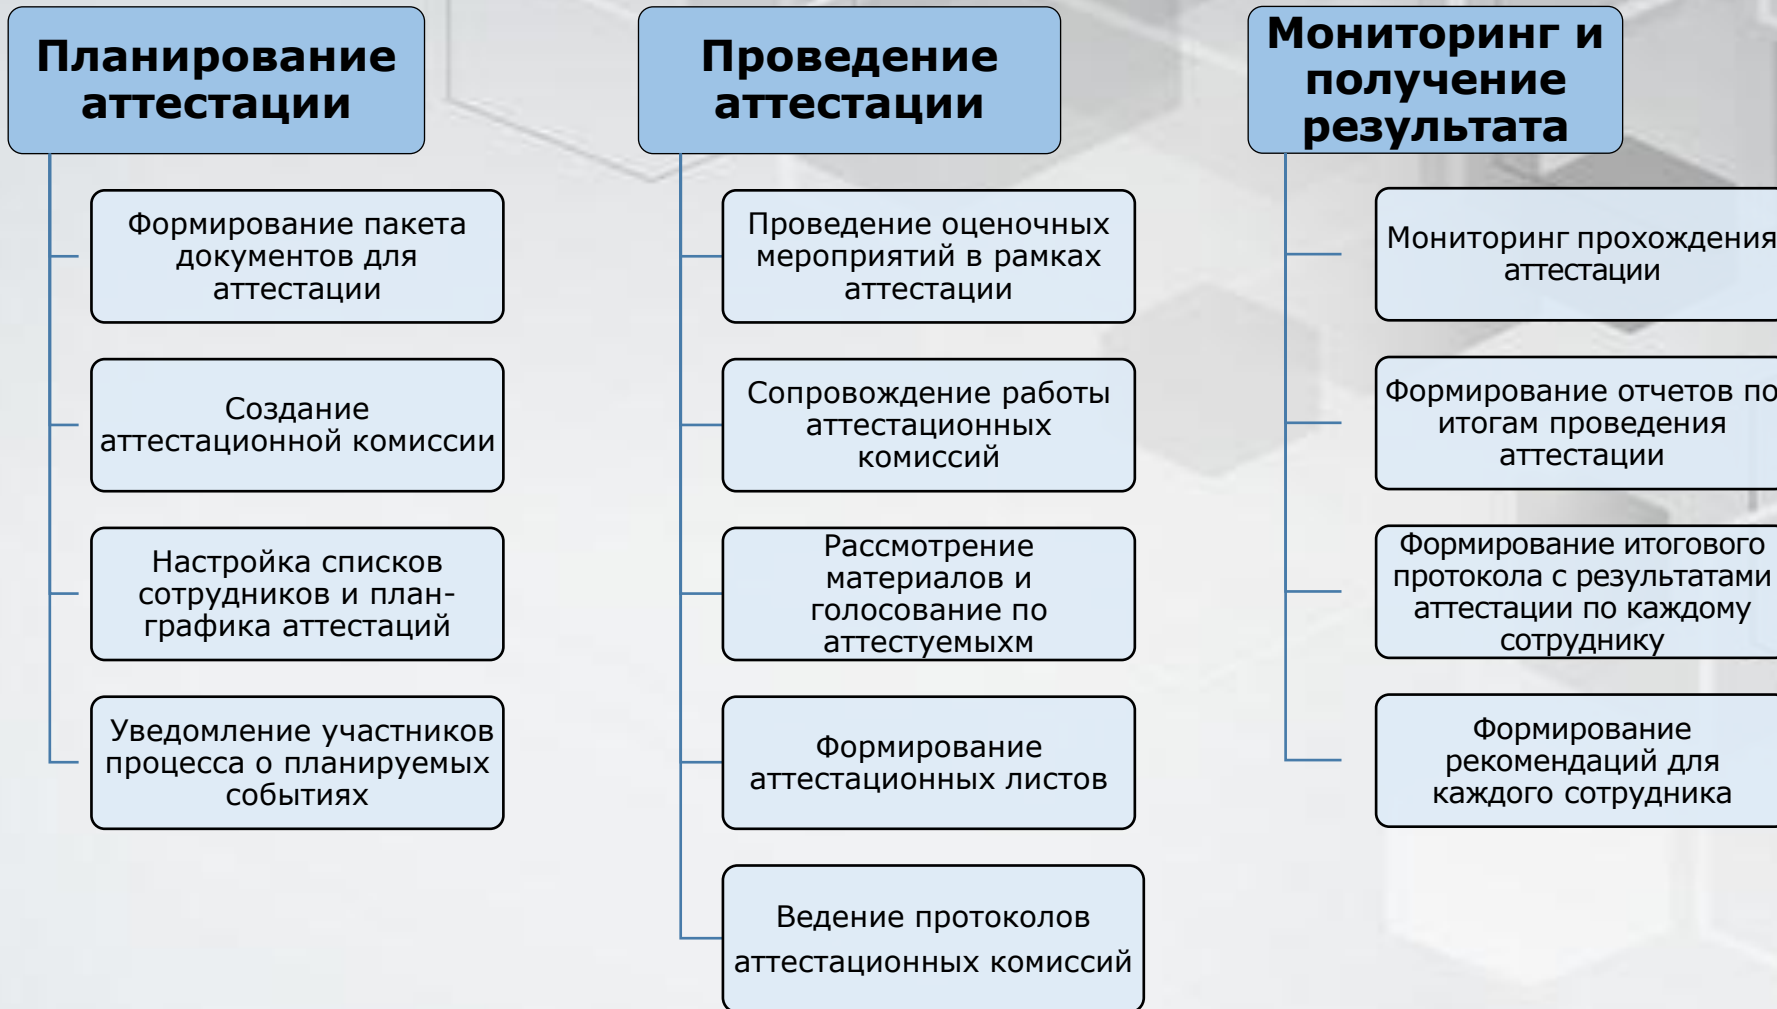 Планирование
аттестации
Формирование пакета
документов для
аттестации
Создание
аттестационной комиссии
Настройка списков
сотрудников и план-
графика аттестаций
Уведомление участников
процесса о планируемых
событиях
Проведение
аттестации
Проведение оценочных
мероприятий в рамках
аттестации
Сопровождение работы
аттестационных
комиссий
Рассмотрение
материалов и
голосование по
аттестуемыхм
Формирование
аттестационных листов
Ведение протоколов
аттестационных комиссий
Мониторинг и
получение
результата
Мониторинг прохождения
аттестации
Формирование отчетов по
итогам проведения
аттестации
Формирование итогового
протокола с результатами
аттестации по каждому
сотруднику
Формирование
рекомендаций для
каждого сотрудника